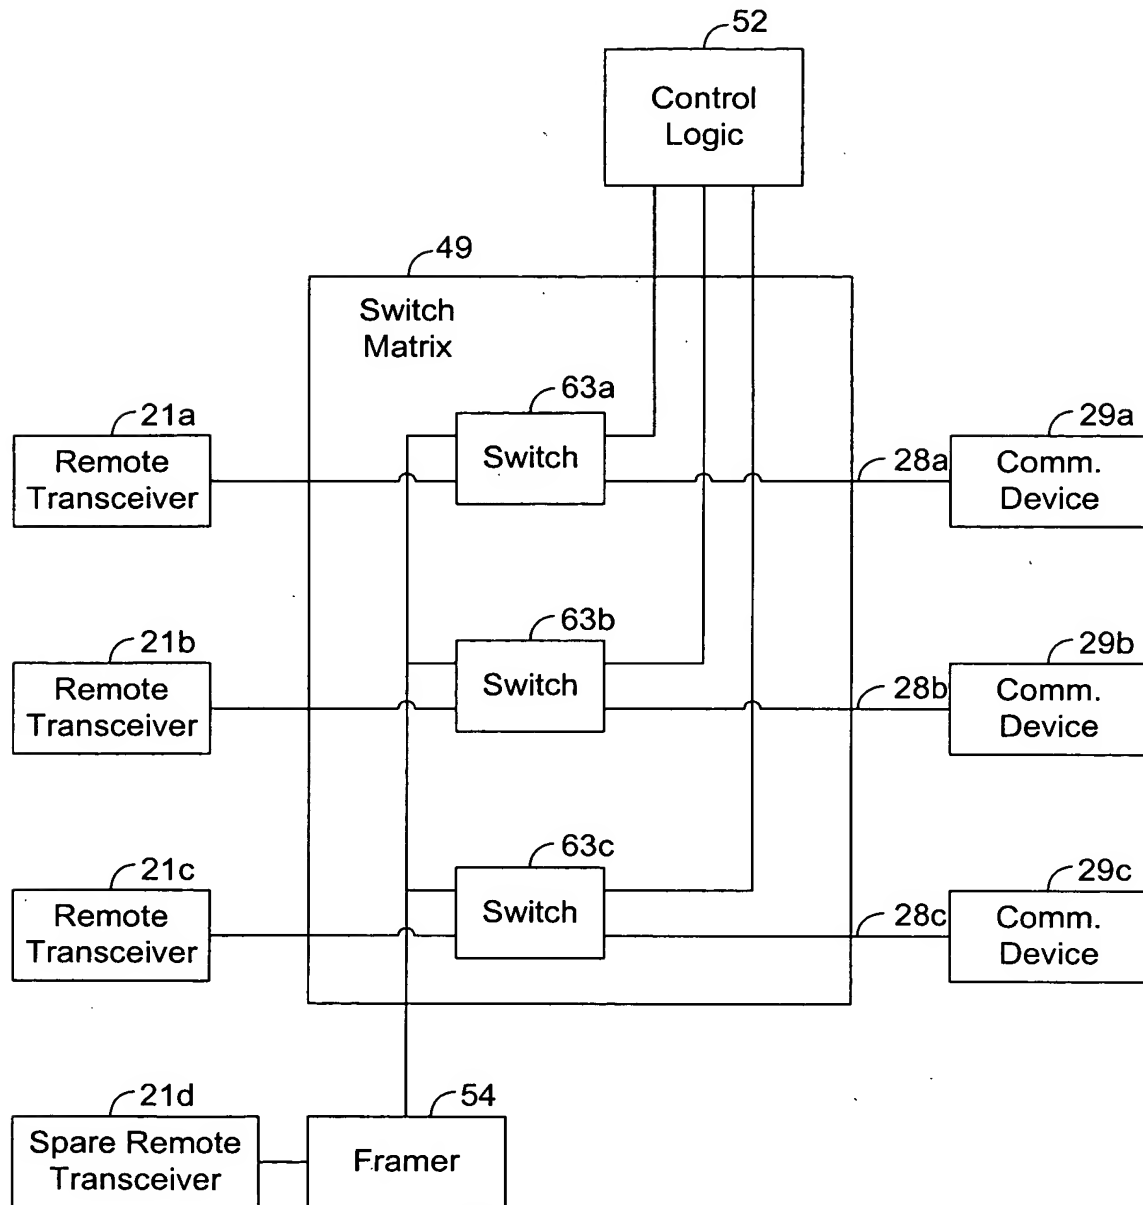 52
Control
Logic
49
Switch
Matrix
63a
21a
29a
Remote
Transceiver
Switch
28a
Comm.
Device
63b
21b
29b
Remote
Transceiver
Switch
28b
Comm.
Device
63c
21c
29c
Remote
Transceiver
Switch
28c
Comm.
Device
21d
54
Spare Remote
Transceiver
Framer